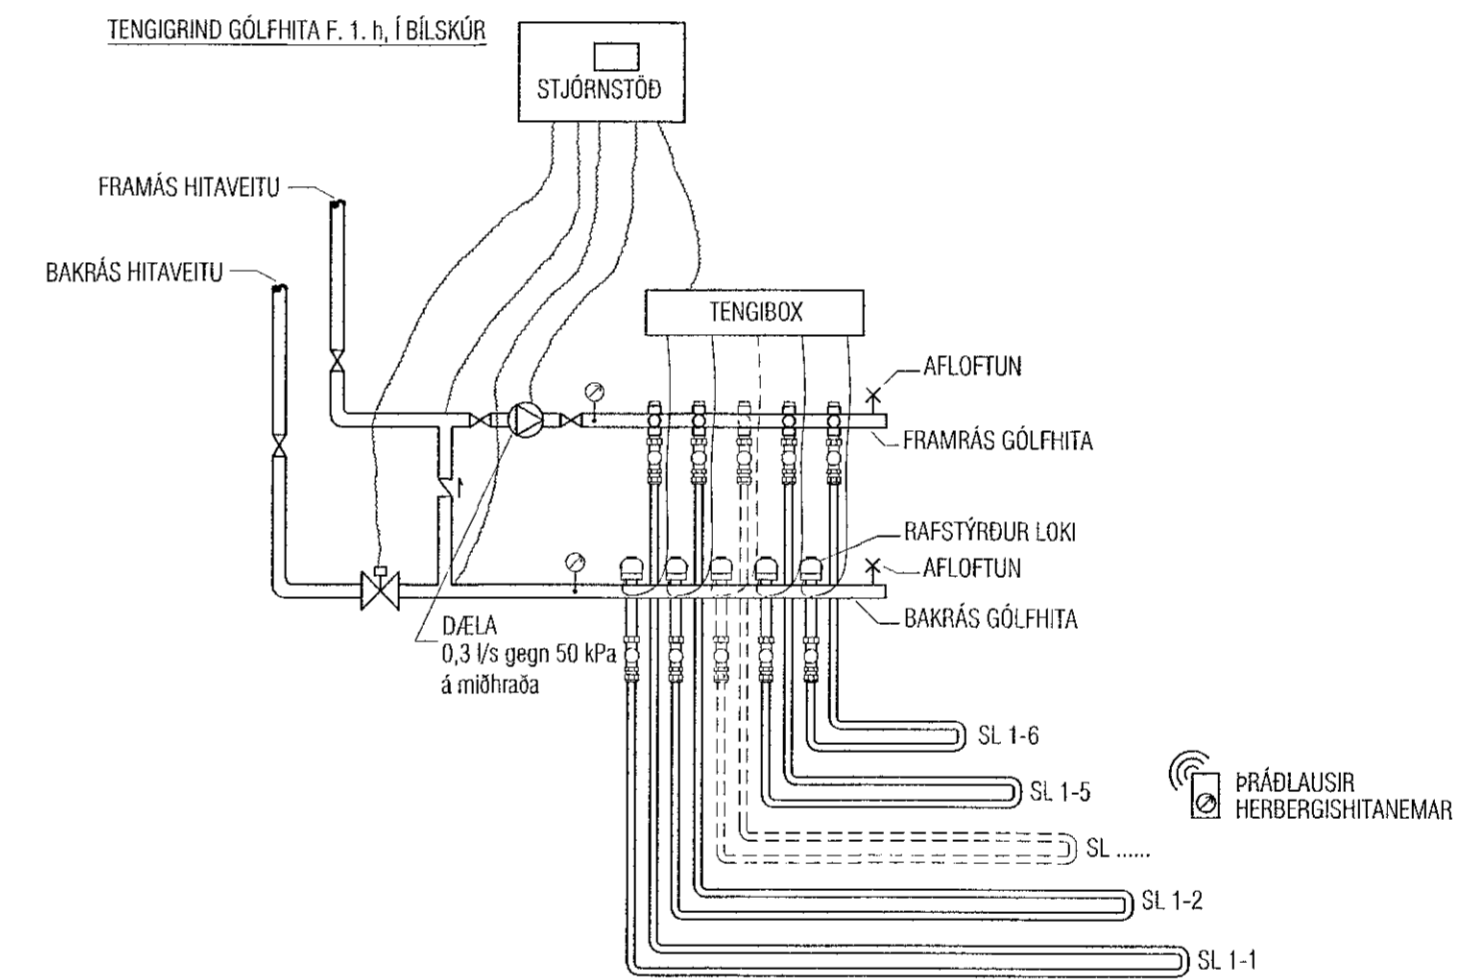 TENGIGRIND GÓLFHITA F. 1. h, Í BÍLSKÚR
STJÓRNSTÖÐ
FRAMÁS HITAVEITU
BAKRÁS HITAVEITU
TENGIBOX
AFLOFTUN
FRAMRÁS GÓLFHITA
RAFSTÝRÐUR LOKI
AFLOFTUN
BAKRÁS GÓLFHITA
DÆLA
0,3 l/s gegn 50 kPa
á miðhraða
SL 1-6
SL 1-5
ÞRÁÐLAUSIR
HERBERGISHITANEMAR
SL ......
SL 1-2
SL 1-1